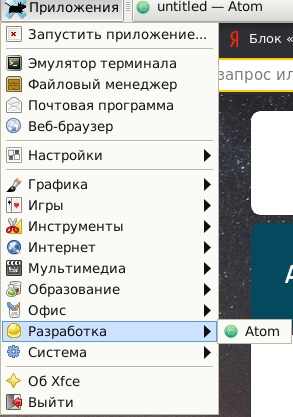 Приложения
untitled — Atom
Запустить приложение...
Я Блок «
запрос ил
Эмулятор терминала
Файловый менеджер
Почтовая программа
Веб-браузер
Настройки
Графика
Игры
Инструменты
Интернет
Мультимедиа
Образование
Офис
Разработка
Atom
Система
Об Xfce
Выйти